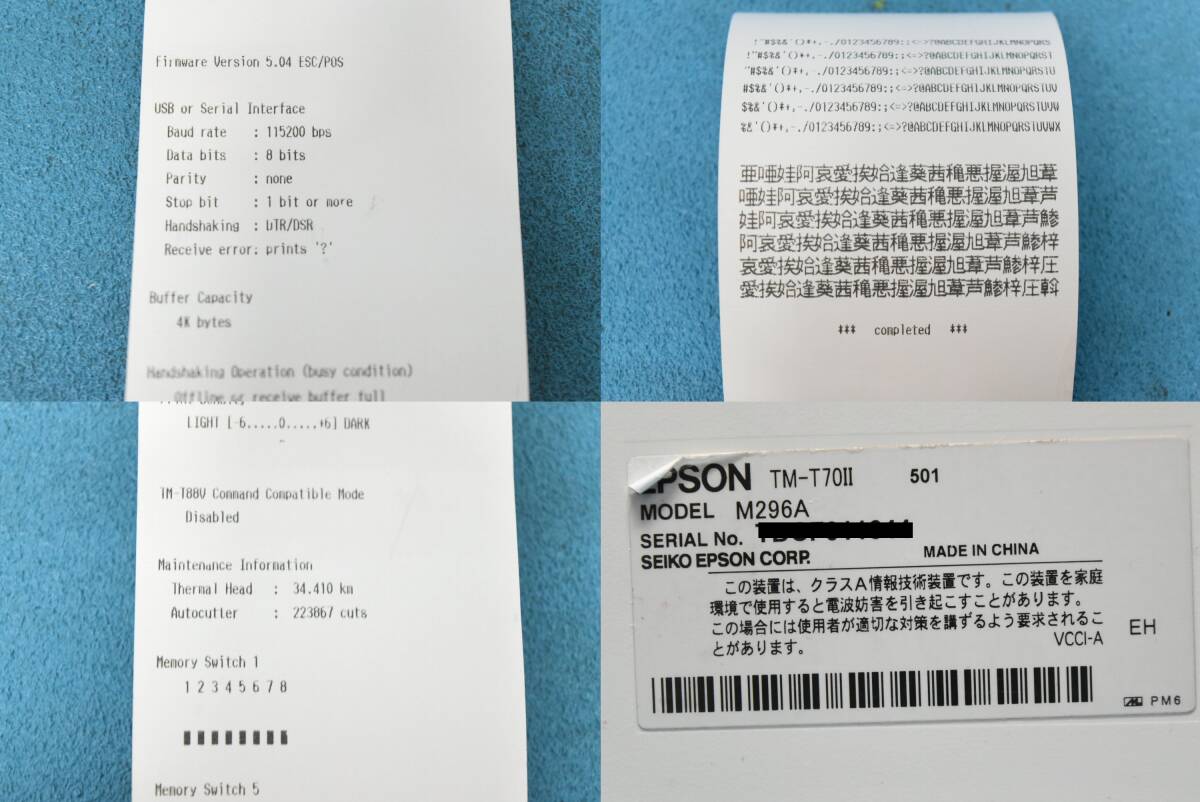 Firmware Version 5.04 ESC/POS
USB or Serial Interface
Baud rate : 115200 bps
Data bits : 8 bits
Parity : none
Stop bit : 1 bit or more
Handshaking : DTR/DSR
Receive error: prints '?'
Buffer Capacity
4K bytes
Handshaking Operation (busy condition)
Offline or receive buffer full
!"#$%&'()*+,-./0123456789:;<=>?@ABCDEFGHIJKLMNOPQRS
!"#$%&'()*+,-./0123456789:;<=>?@ABCDEFGHIJKLMNOPQRST
"#$%&'()*+,-./0123456789:;<=>?@ABCDEFGHIJKLMNOPQRSTU
#$%&'()*+,-./0123456789:;<=>?@ABCDEFGHIJKLMNOPQRSTUV
$%&'()*+,-./0123456789:;<=>?@ABCDEFGHIJKLMNOPQRSTUVW
%&'()*+,-./0123456789:;<=>?@ABCDEFGHIJKLMNOPQRSTUVWX
亜唖娃阿哀愛挨姶逢葵茜穐悪握渥旭葦
唖娃阿哀愛挨姶逢葵茜穐悪握渥旭葦芦
娃阿哀愛挨姶逢葵茜穐悪握渥旭葦芦鯵
阿哀愛挨姶逢葵茜穐悪握渥旭葦芦鯵梓
哀愛挨姶逢葵茜穐悪握渥旭葦芦鯵梓圧
愛挨姶逢葵茜穐悪握渥旭葦芦鯵梓圧斡
*** completed ***
LIGHT [-6.....0.....+6] DARK
TM-T88V Command Compatible Mode
Disabled
Maintenance Information
Thermal Head : 34.410 km
Autocutter : 223867 cuts
Memory Switch 1
1 2 3 4 5 6 7 8
Memory Switch 5
EPSON TM-T70II 501
MODEL M296A
SERIAL No.
SEIKO EPSON CORP. MADE IN CHINA
この装置は、クラスA情報技術装置です。この装置を家庭
環境で使用すると電波妨害を引き起こすことがあります。
この場合には使用者が適切な対策を講ずるよう要求されるこ
とがあります。 VCCI-A
EH
PM6